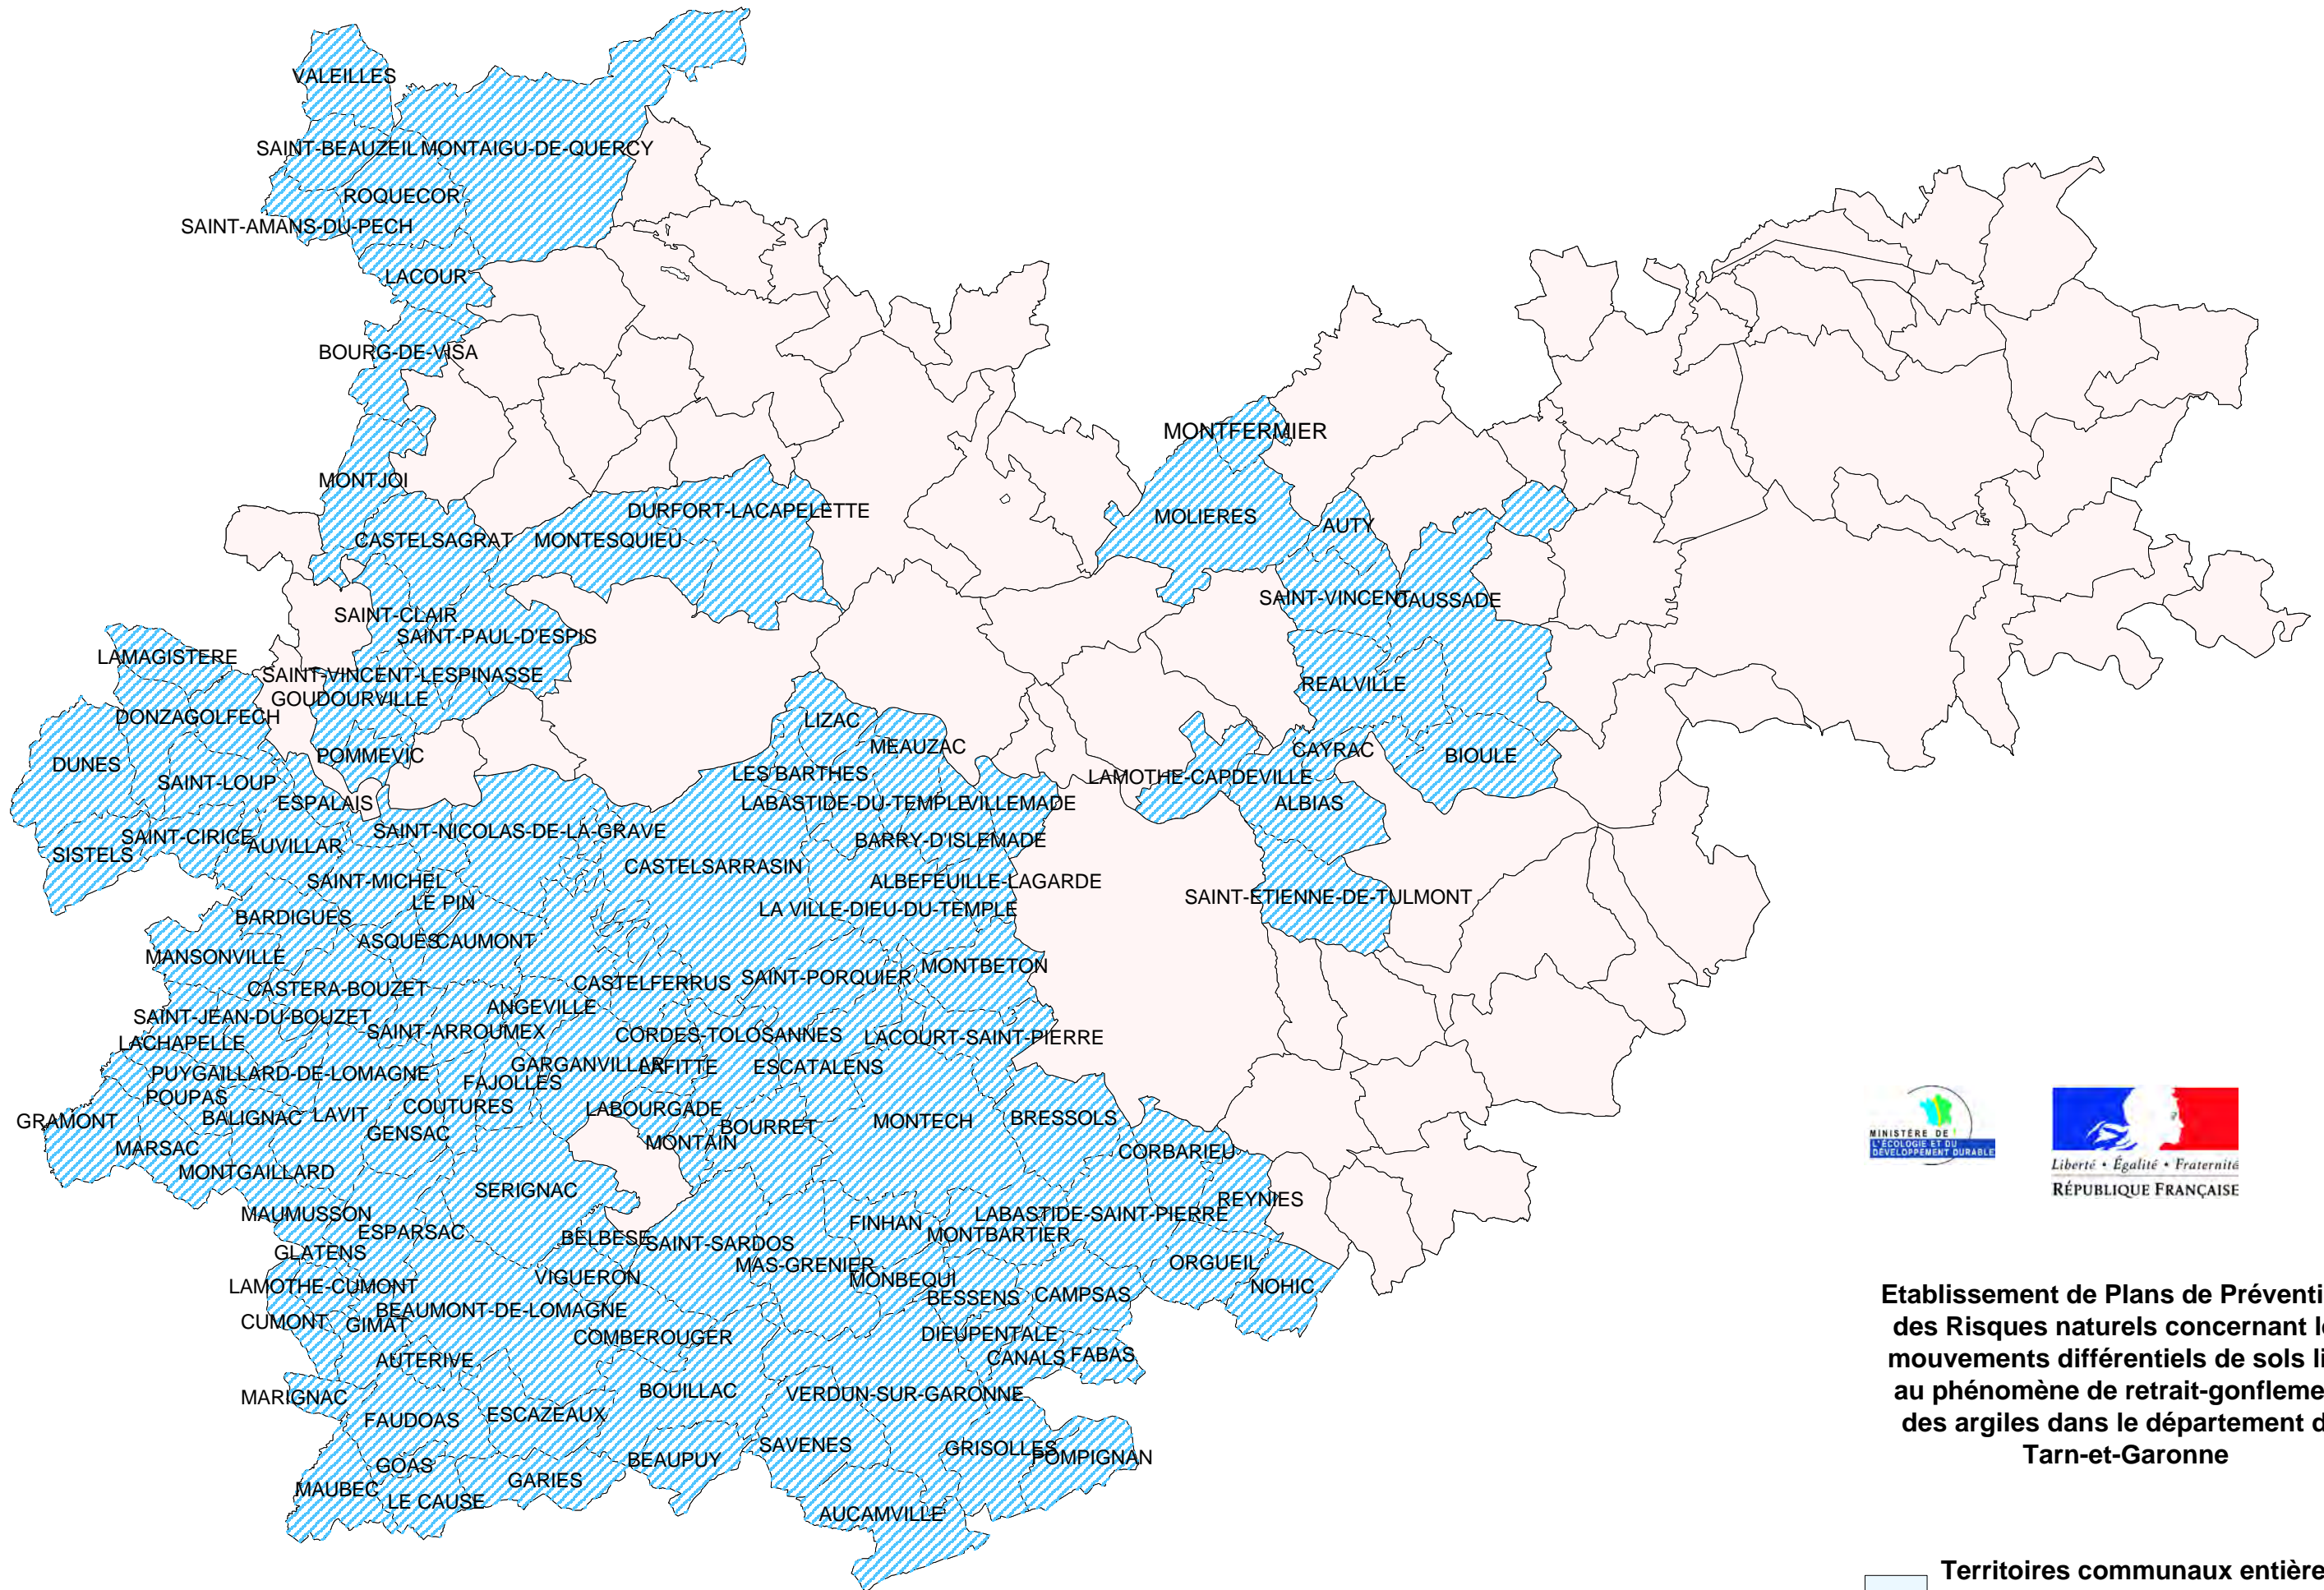 VALEILLES
SAINT-BEAUZEIL
MONTAIGU-DE-QUERCY
ROQUECOR
SAINT-AMANS-DU-PECH
LACOUR
BOURG-DE-VISA
MONTFERMIER
MONTJOI
DURFORT-LACAPELETTE
MOLIERES
AUTY
CASTELSAGRAT
MONTESQUIEU
SAINT-VINCENT
CAUSSADE
SAINT-CLAIR
SAINT-PAUL-D'ESPIS
LAMAGISTERE
SAINT-VINCENT-LESPINASSE
REALVILLE
GOUDOURVILLE
DONZAC
GOLFECH
LIZAC
MEAUZAC
CAYRAC
BIOULE
POMMEVIC
DUNES
LES BARTHES
LAMOTHE-CAPDEVILLE
SAINT-LOUP
ESPALAIS
LABASTIDE-DU-TEMPLE
VILLEMADE
ALBIAS
SAINT-NICOLAS-DE-LA-GRAVE
SAINT-CIRICE
AUVILLAR
BARRY-D'ISLEMADE
SISTELS
CASTELSARRASIN
SAINT-MICHEL
ALBEFEUILLE-LAGARDE
SAINT-ETIENNE-DE-TULMONT
LE PIN
LA VILLE-DIEU-DU-TEMPLE
BARDIGUES
ASQUES
CAUMONT
MANSONVILLE
MONTBETON
SAINT-PORQUIER
CASTELFERRUS
CASTERA-BOUZET
ANGEVILLE
SAINT-JEAN-DU-BOUZET
SAINT-ARROUMEX
CORDES-TOLOSANNES
LACOURT-SAINT-PIERRE
LACHAPELLE
GARGANVILLAR
LAFITTE
ESCATALENS
PUYGAILLARD-DE-LOMAGNE
FAJOLLES
POUPAS
COUTURES
LABOURGADE
GRAMONT
BALIGNAC
LAVIT
BOURRET
MONTECH
BRESSOLS
GENSAC
MONTAIN
MARSAC
CORBARIEU
MONTGAILLARD
SERIGNAC
REYNIES
MAUMUSSON
LABASTIDE-SAINT-PIERRE
FINHAN
ESPARSAC
BELBESE
SAINT-SARDOS
MONTBARTIER
GLATENS
MAS-GRENIER
ORGUEIL
VIGUERON
MONBEQUI
NOHIC
LAMOTHE-CUMONT
BESSENS
CAMPSAS
BEAUMONT-DE-LOMAGNE
CUMONT
GIMAT
COMBEROUGER
DIEUPENTALE
AUTERIVE
CANALS
FABAS
MARIGNAC
BOUILLAC
VERDUN-SUR-GARONNE
FAUDOAS
ESCAZEAUX
SAVENES
GRISOLLES
POMPIGNAN
BEAUPUY
GOAS
GARIES
MAUBEC
LE CAUSE
AUCAMVILLE
MINISTÈRE DE
L'ÉCOLOGIE ET DU
DÉVELOPPEMENT DURABLE
Liberté • Égalité • Fraternité
RÉPUBLIQUE FRANÇAISE
Etablissement de Plans de Préventi
des Risques naturels concernant l
mouvements différentiels de sols li
au phénomène de retrait-gonfleme
des argiles dans le département d
Tarn-et-Garonne
Territoires communaux entière